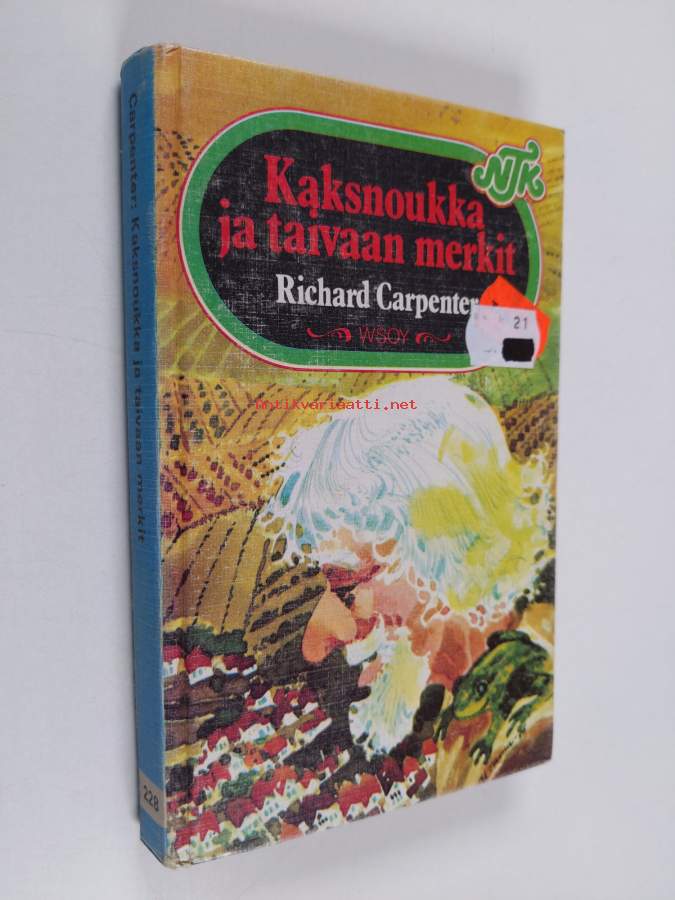 Carpenter: Kaksnoukka ja taivaan merkit
228
NTK
Kaksnoukka
ja taivaan merkit
Richard Carpenter
WSOY
21
antikvariaatti.net